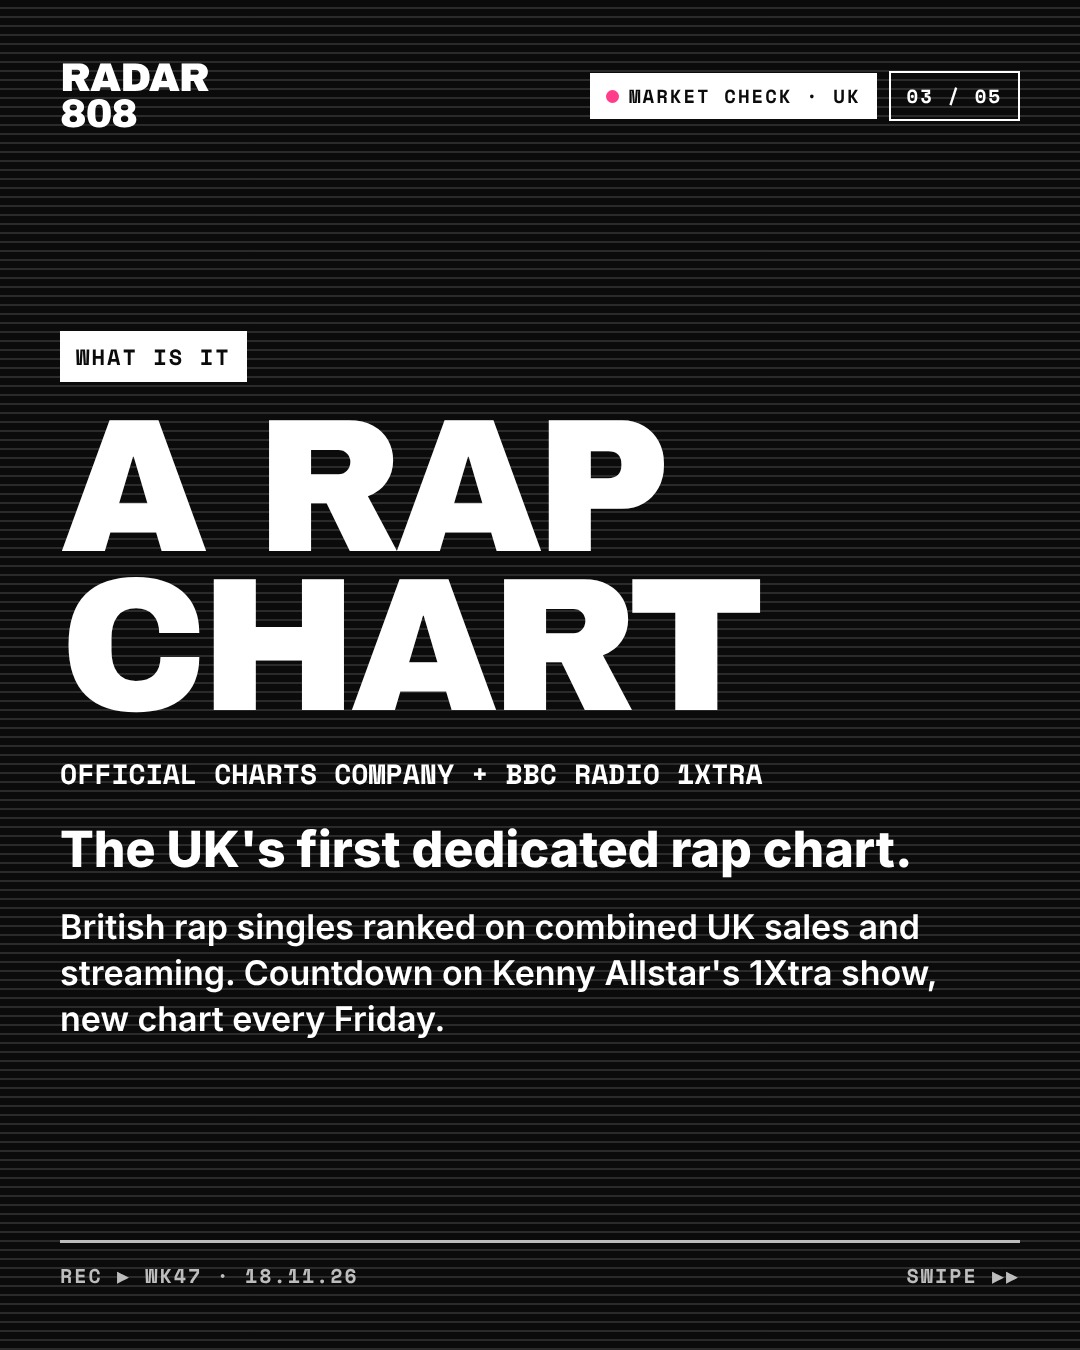 RADAR
808
MARKET CHECK · UK
03 / 05
WHAT IS IT
A RAP
CHART
OFFICIAL CHARTS COMPANY + BBC RADIO 1XTRA
The UK's first dedicated rap chart.
British rap singles ranked on combined UK sales and
streaming. Countdown on Kenny Allstar's 1Xtra show,
new chart every Friday.
REC ▶ WK47 · 18.11.26
SWIPE ▶▶